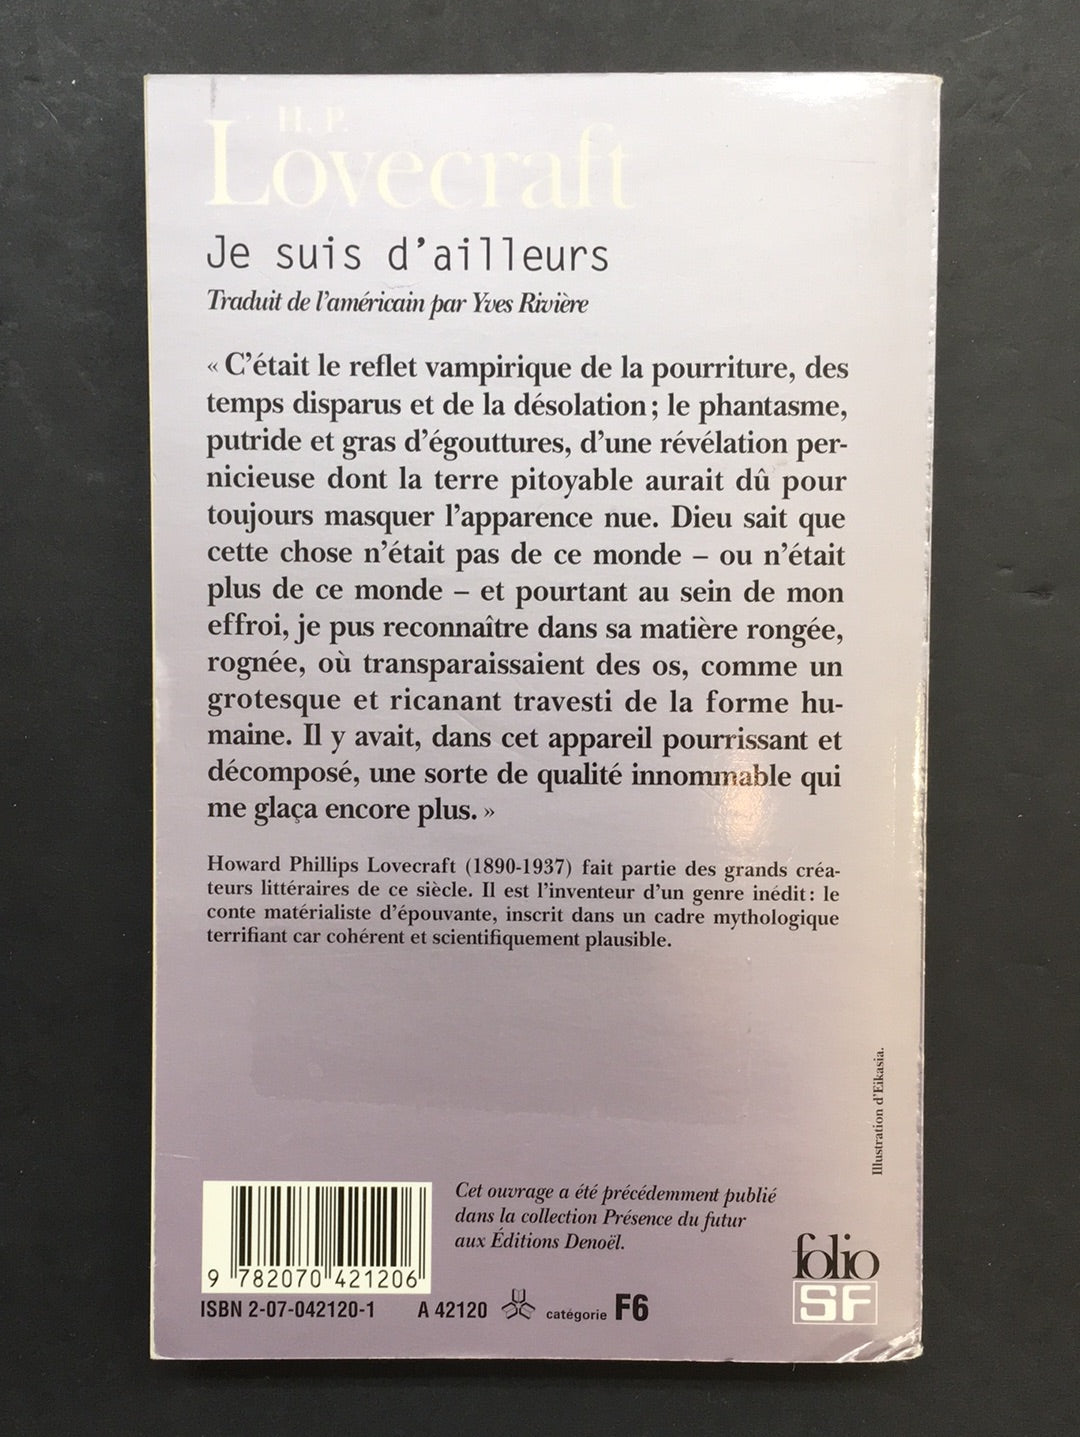 H. P.
Lovecraft
Je suis d'ailleurs
Traduit de l'américain par Yves Rivière
« C'était le reflet vampirique de la pourriture, des
temps disparus et de la désolation ; le phantasme,
putride et gras d'égouttures, d'une révélation per-
nicieuse dont la terre pitoyable aurait dû pour
toujours masquer l'apparence nue. Dieu sait que
cette chose n'était pas de ce monde – ou n'était
plus de ce monde – et pourtant au sein de mon
effroi, je pus reconnaître dans sa matière rongée,
rognée, où transparaissaient des os, comme un
grotesque et ricanant travesti de la forme hu-
maine. Il y avait, dans cet appareil pourrissant et
décomposé, une sorte de qualité innommable qui
me glaça encore plus. »
Howard Phillips Lovecraft (1890-1937) fait partie des grands créa-
teurs littéraires de ce siècle. Il est l'inventeur d'un genre inédit : le
conte matérialiste d'épouvante, inscrit dans un cadre mythologique
terrifiant car cohérent et scientifiquement plausible.
Illustration d'Eikasia.
Cet ouvrage a été précédemment publié
dans la collection Présence du futur
aux Éditions Denoël.
9 782070 421206
ISBN 2-07-042120-1 A 42120 catégorie F6
folio
SF